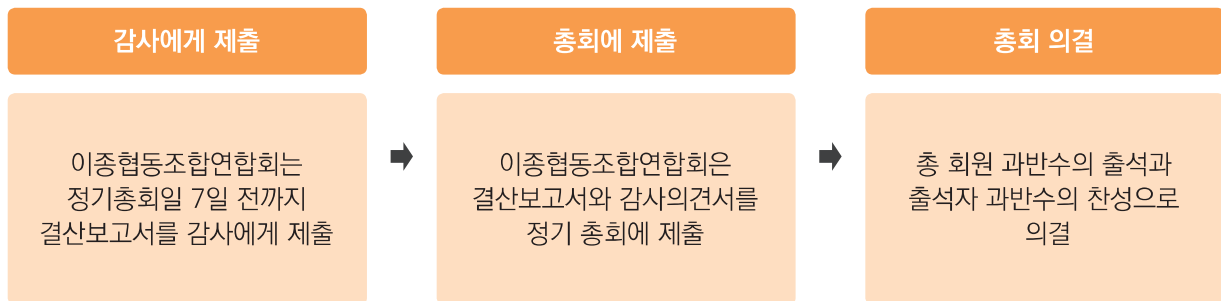 감사에게 제출
이종협동조합연합회는
정기총회일 7일 전까지
결산보고서를 감사에게 제출
총회에 제출
이종협동조합연합회은
결산보고서와 감사의견서를
정기 총회에 제출
총회 의결
총 회원 과반수의 출석과
출석자 과반수의 찬성으로
의결